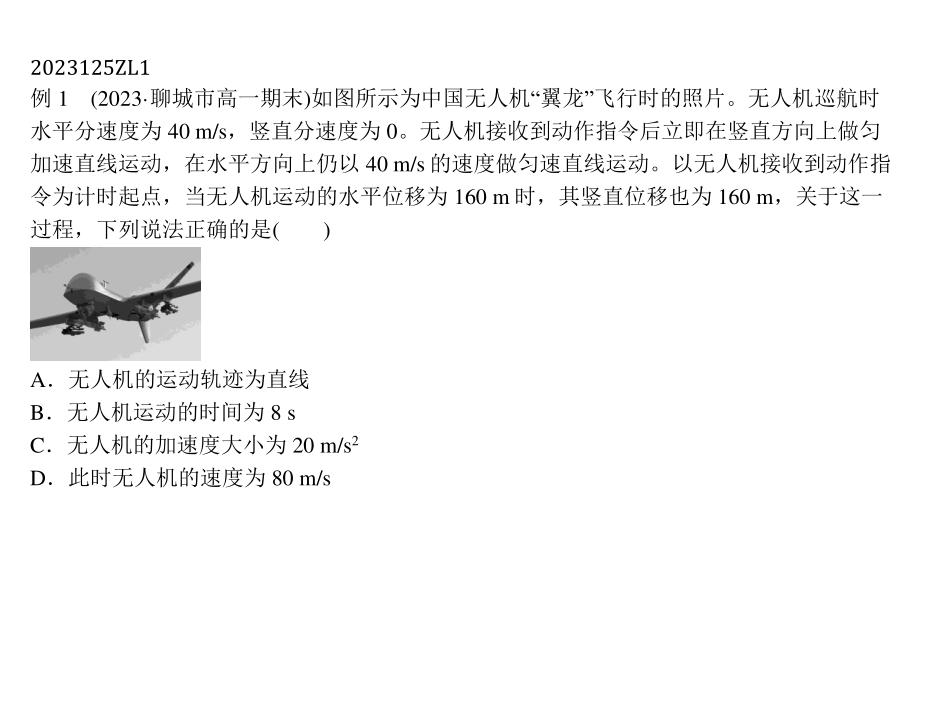 2023125ZL1
例 1　(2023·聊城市高一期末)如图所示为中国无人机“翼龙”飞行时的照片。无人机巡航时
水平分速度为 40 m/s，竖直分速度为 0。无人机接收到动作指令后立即在竖直方向上做匀
加速直线运动，在水平方向上仍以 40 m/s 的速度做匀速直线运动。以无人机接收到动作指
令为计时起点，当无人机运动的水平位移为 160 m 时，其竖直位移也为 160 m，关于这一
过程，下列说法正确的是(　　)
A．无人机的运动轨迹为直线
B．无人机运动的时间为 8 s
C．无人机的加速度大小为 20 m/s²
D．此时无人机的速度为 80 m/s